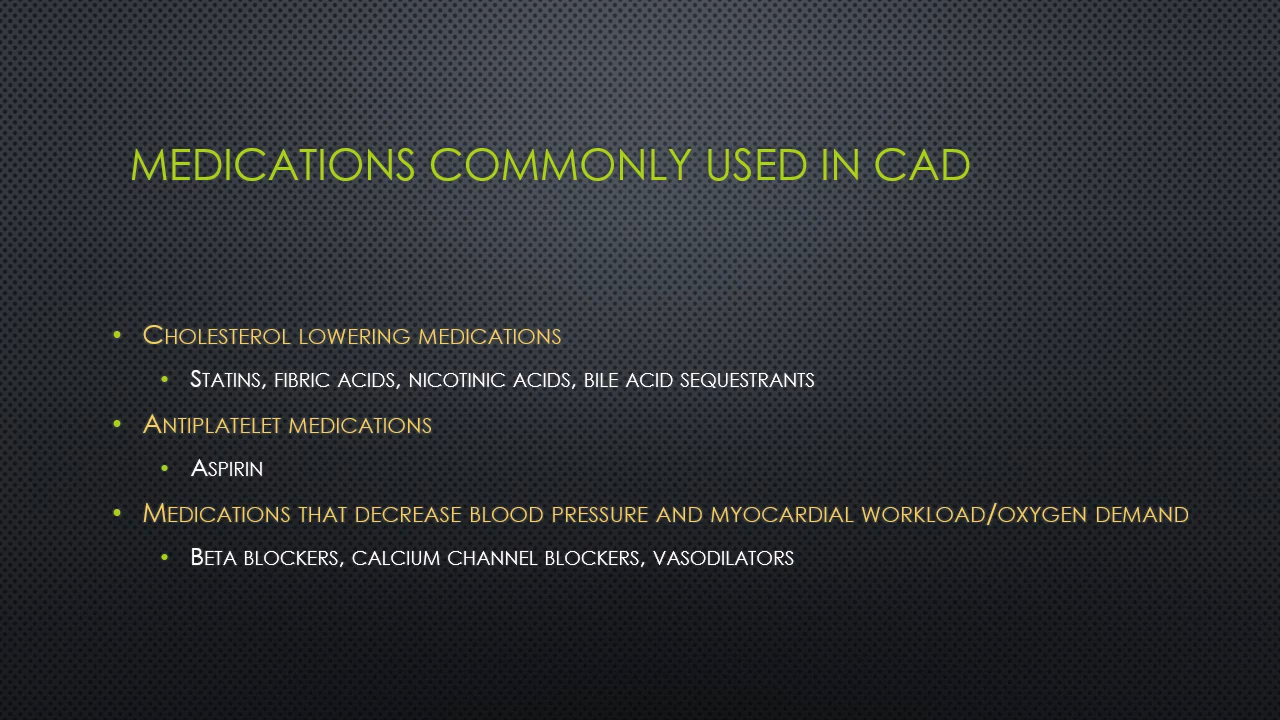 MEDICATIONS COMMONLY USED IN CAD
• Cholesterol lowering medications
• Statins, fibric acids, nicotinic acids, bile acid sequestrants
• Antiplatelet medications
• Aspirin
• Medications that decrease blood pressure and myocardial workload/oxygen demand
• Beta blockers, calcium channel blockers, vasodilators